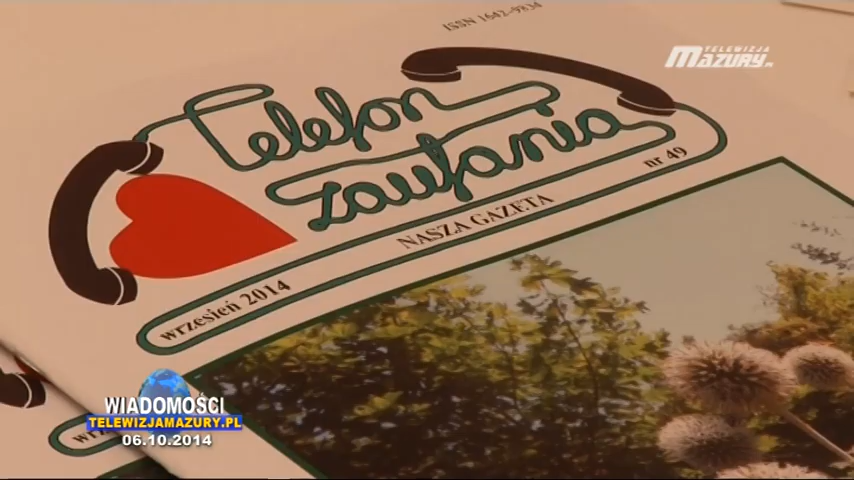 ISSN 1642-9834
TELEWIZJA
MAZURY.PL
Telefon
zaufania
nr 49
NASZA GAZETA
wrzesień 2014
WIADOMOŚCI
TELEWIZJAMAZURY.PL
06.10.2014